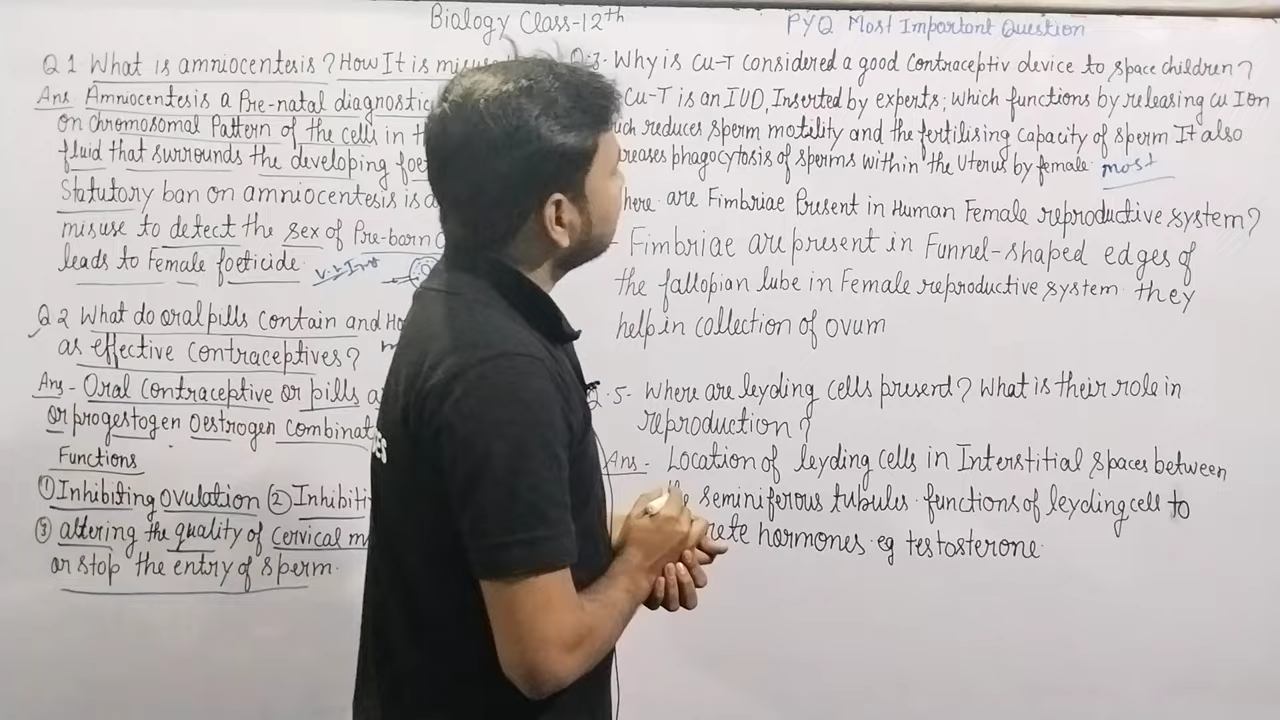 Biology Class-12th
PYQ Most Important Question
Q 1 What is amniocentesis? How It is
Ans Amniocentesis a Pre-natal diagnostic
on chromosomal Pattern of the cells in
fluid that surrounds the developing
Statutory ban on amniocentesis is
misuse to detect the sex of Pre-born
leads to Female foeticide
V.V Imp
Q 2 What do oral pills contain and
as effective contraceptives?
Ans - Oral contraceptive or pills
or progestogen oestrogen
Functions
① Inhibiting ovulation ②
③ altering the quality of cervical
or stop the entry of sperm.
Why is Cu-T considered a good contraceptiv device to space children?
Cu-T is an IUD, Inserted by experts; which functions by releasing cu Ion
reduces sperm motility and the fertilising capacity of sperm It also
phagocytosis of sperms within the Uterus by female. most
are Fimbriae Present in Human Female reproductive system?
Fimbriae are present in Funnel-shaped edges of
the fallopian lube in Female reproductive system. they
help in collection of ovum
Q.5- Where are leyding cells present? What is their role in
reproduction?
Ans - Location of leyding cells in Interstitial spaces between
seminiferous tubules. functions of leyding cell to
hormones. eg testosterone.